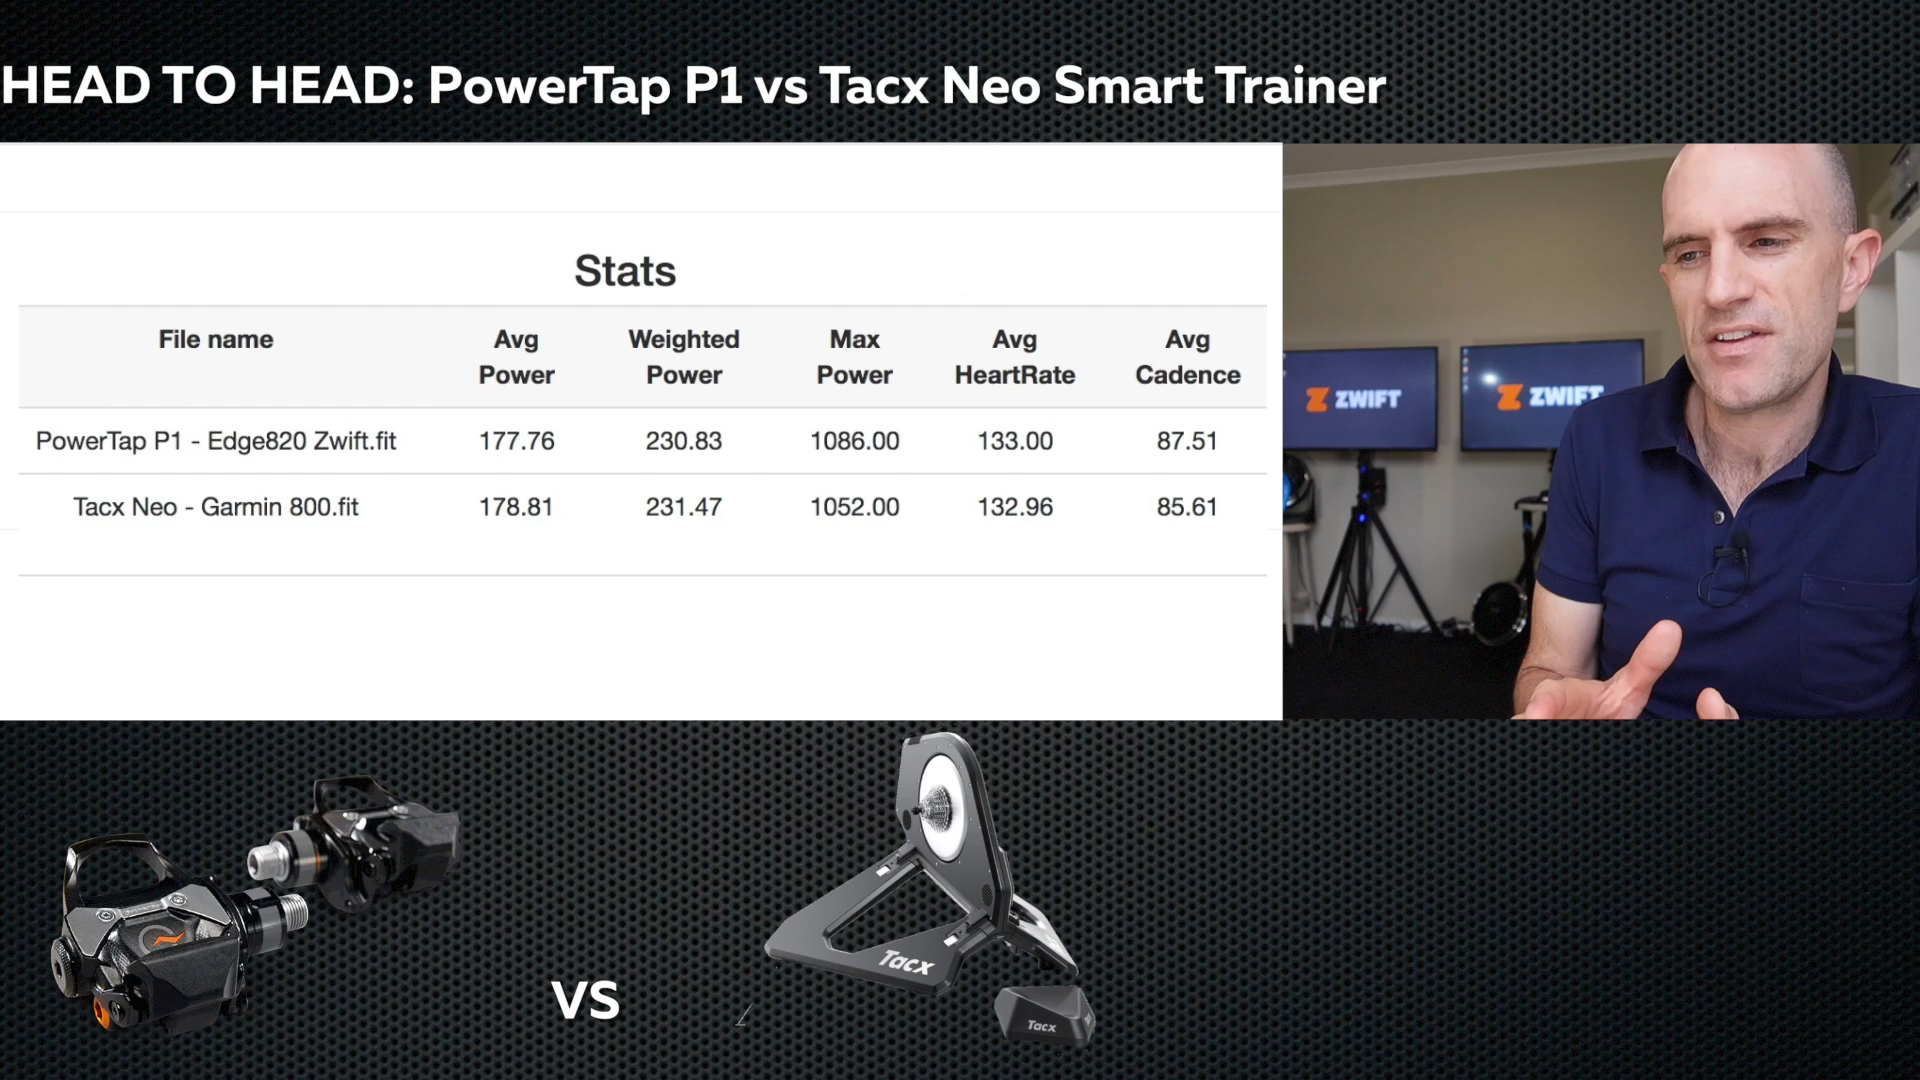 HEAD TO HEAD: PowerTap P1 vs Tacx Neo Smart Trainer
Stats
File name Avg Power Weighted Power Max Power Avg HeartRate Avg Cadence
PowerTap P1 - Edge820 Zwift.fit 177.76 230.83 1086.00 133.00 87.51
Tacx Neo - Garmin 800.fit 178.81 231.47 1052.00 132.96 85.61
ZWIFT
ZWIFT
Tacx
VS
Tacx